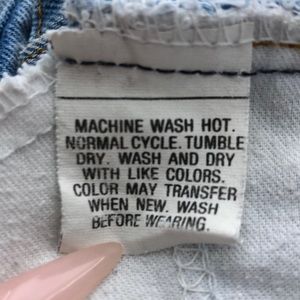 MACHINE WASH HOT.
NORMAL CYCLE. TUMBLE
DRY. WASH AND DRY
WITH LIKE COLORS.
COLOR MAY TRANSFER
WHEN NEW. WASH
BEFORE WEARING.